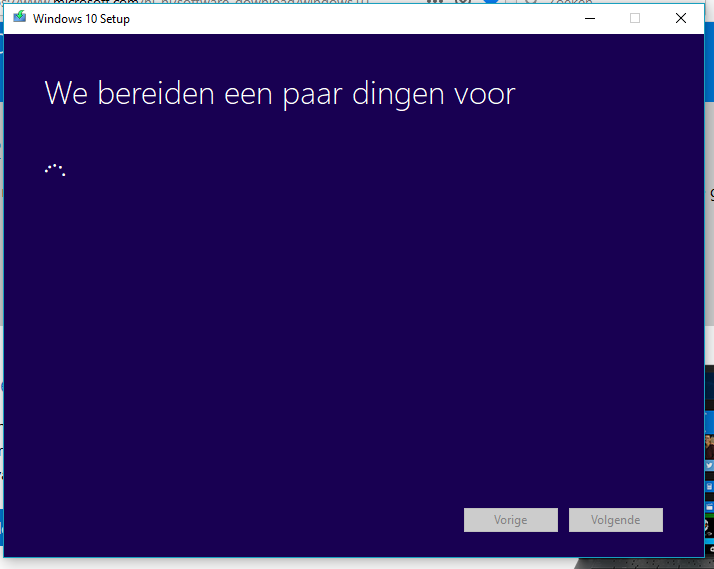 Windows 10 Setup
We bereiden een paar dingen voor
Vorige
Volgende